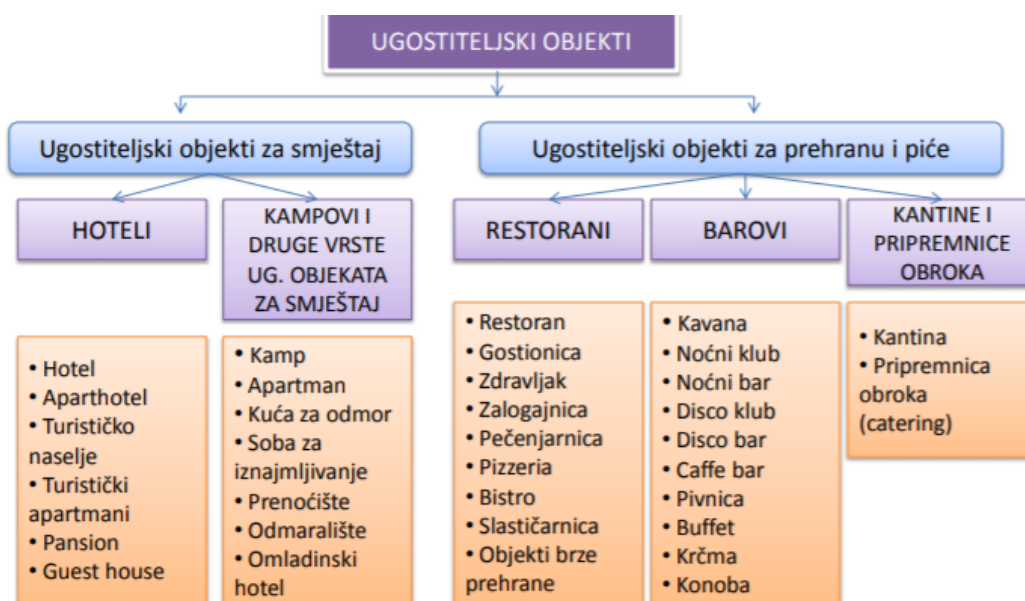 UGOSTITELJSKI OBJEKTI
Ugostiteljski objekti za smještaj
Ugostiteljski objekti za prehranu i piće
HOTELI
KAMPOVI I
DRUGE VRSTE
UG. OBJEKATA
ZA SMJEŠTAJ
RESTORANI
BAROVI
KANTINE I
PRIPREMNICE
OBROKA
• Hotel
• Aparthotel
• Turističko
naselje
• Turistički
apartmani
• Pansion
• Guest house
• Kamp
• Apartman
• Kuća za odmor
• Soba za
iznajmljivanje
• Prenoćište
• Odmaralište
• Omladinski
hotel
• Restoran
• Gostionica
• Zdravljak
• Zalogajnica
• Pečenjarnica
• Pizzeria
• Bistro
• Slastičarnica
• Objekti brze
prehrane
• Kavana
• Noćni klub
• Noćni bar
• Disco klub
• Disco bar
• Caffe bar
• Pivnica
• Buffet
• Krčma
• Konoba
• Kantina
• Pripremnica
obroka
(catering)